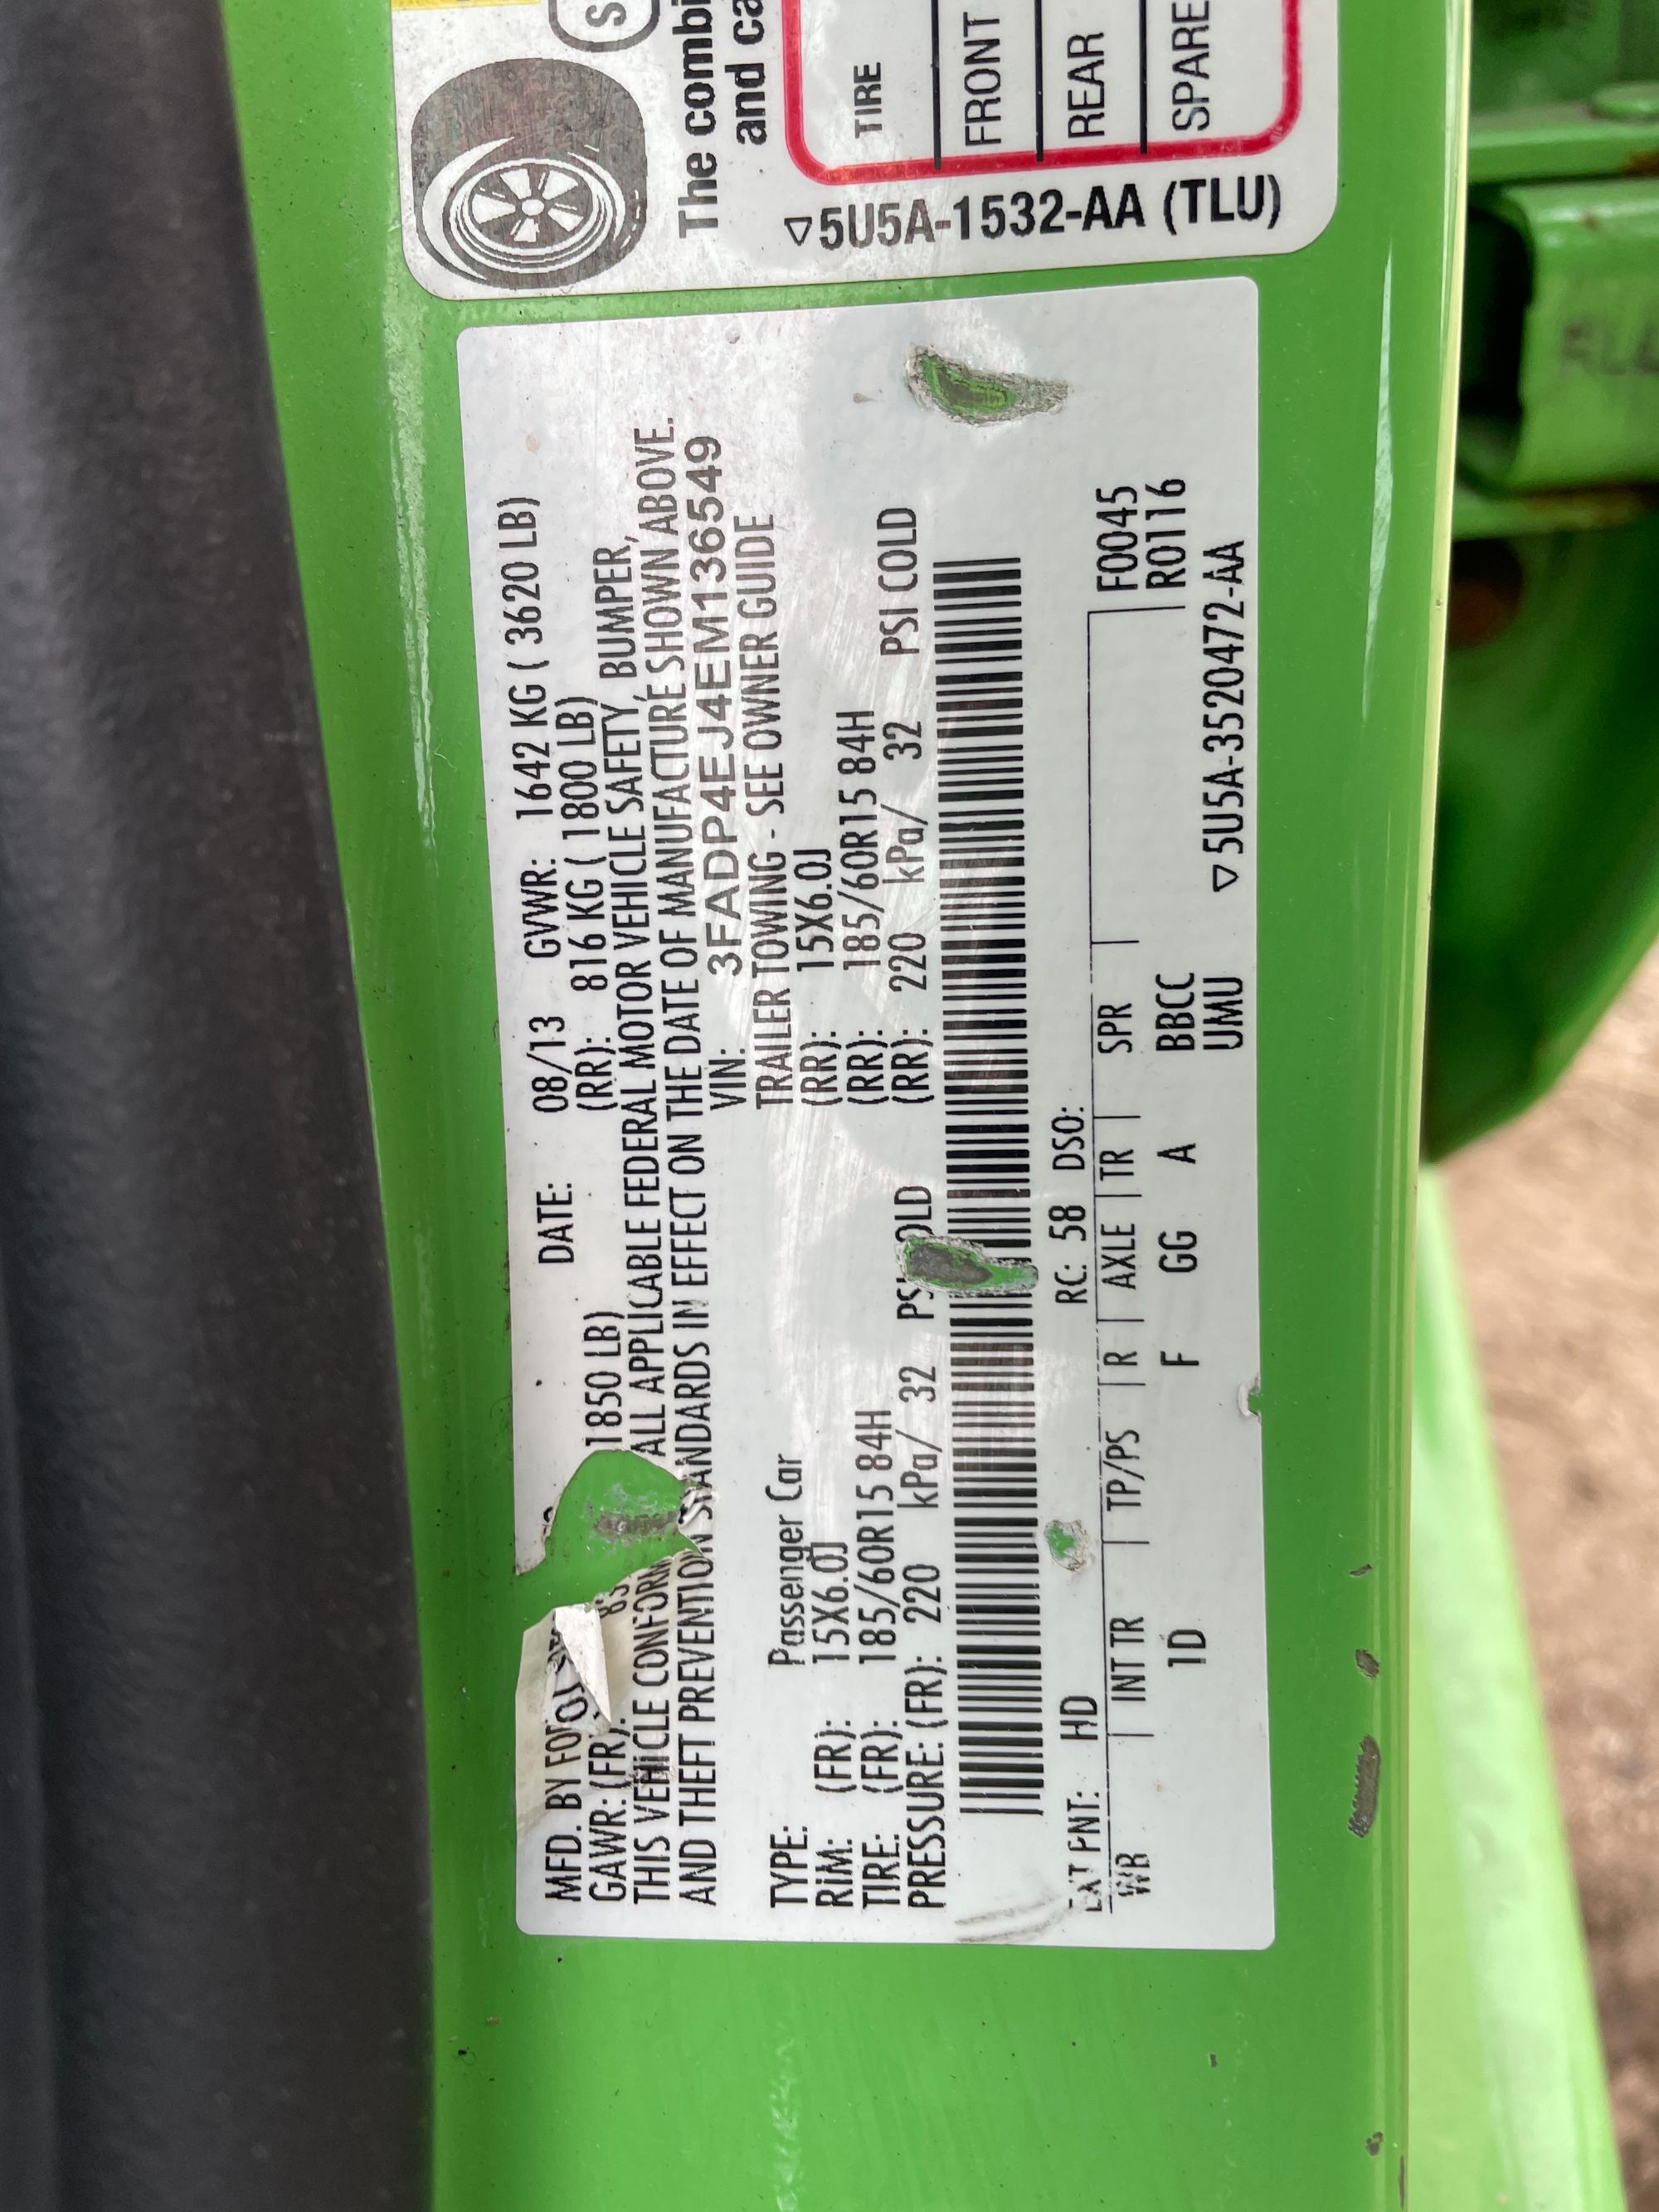 MFD. BY FO
DATE: 08/13 GVWR: 1642 KG ( 3620 LB)
GAWR: (FR): 1850 LB) (RR): 816 KG ( 1800 LB)
THIS VEHICLE CONFORM ALL APPLICABLE FEDERAL MOTOR VEHICLE SAFETY, BUMPER,
AND THEFT PREVENTION STANDARDS IN EFFECT ON THE DATE OF MANUFACTURE SHOWN ABOVE.
VIN: 3FADP4EJ4EM136549
TYPE: Passenger Car TRAILER TOWING - SEE OWNER GUIDE
RIM: (FR): 15X6.0J (RR): 15X6.0J
TIRE: (FR): 185/60R15 84H (RR): 185/60R15 84H
PRESSURE: (FR): 220 kPa/ 32 PSI COLD (RR): 220 kPa/ 32 PSI COLD
EXT PNT: HD RC: 58 DSO: F0045
WB | INT TR | TP/PS | R | AXLE | TR | SPR R0116
1D F GG A BBCC
UMU ▽5U5A-3520472-AA
The combi
and ca
TIRE
FRONT
REAR
SPARE
▽5U5A-1532-AA (TLU)